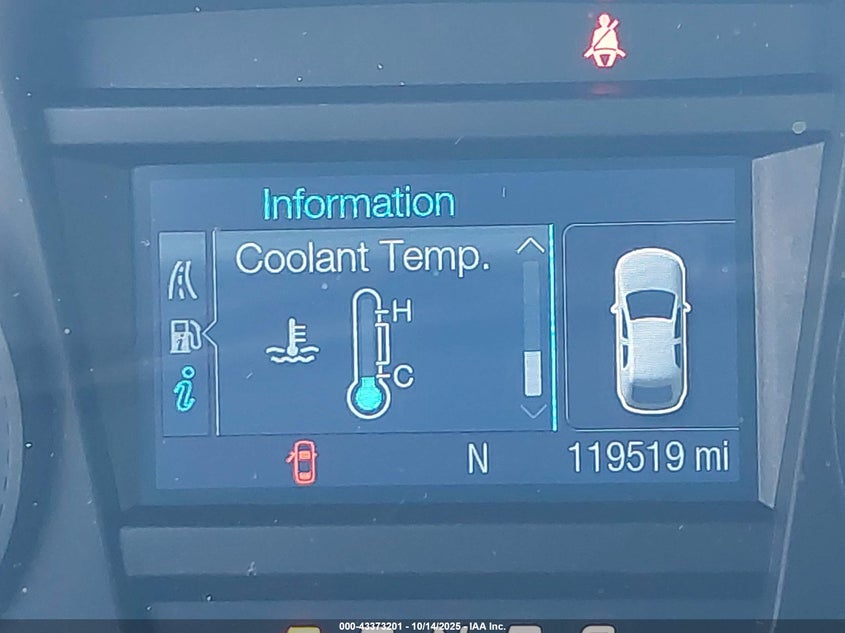 Information
Coolant Temp.
H
C
i
N
119519 mi
000-43373201 - 10/14/2025 - IAA Inc.